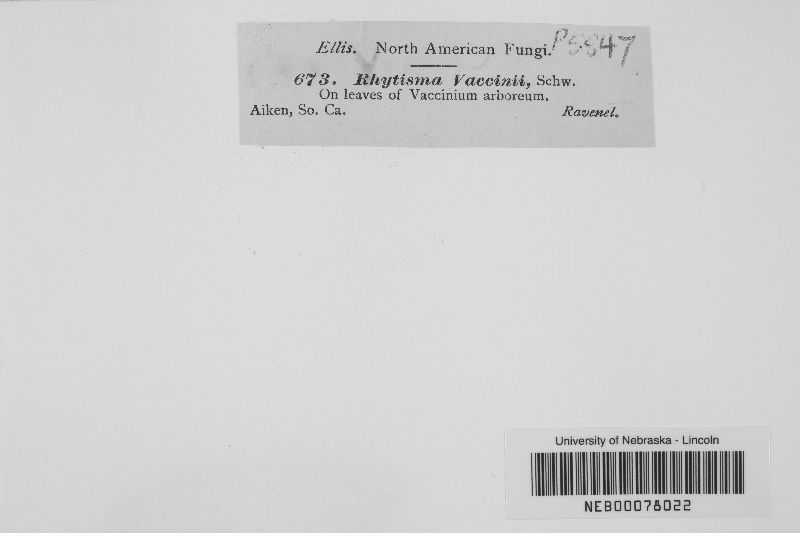 Ellis. North American Fungi. P5847
673. Rhytisma Vaccinii, Schw.
On leaves of Vaccinium arboreum.
Aiken, So. Ca. Ravenel.
University of Nebraska - Lincoln
NEB00078022